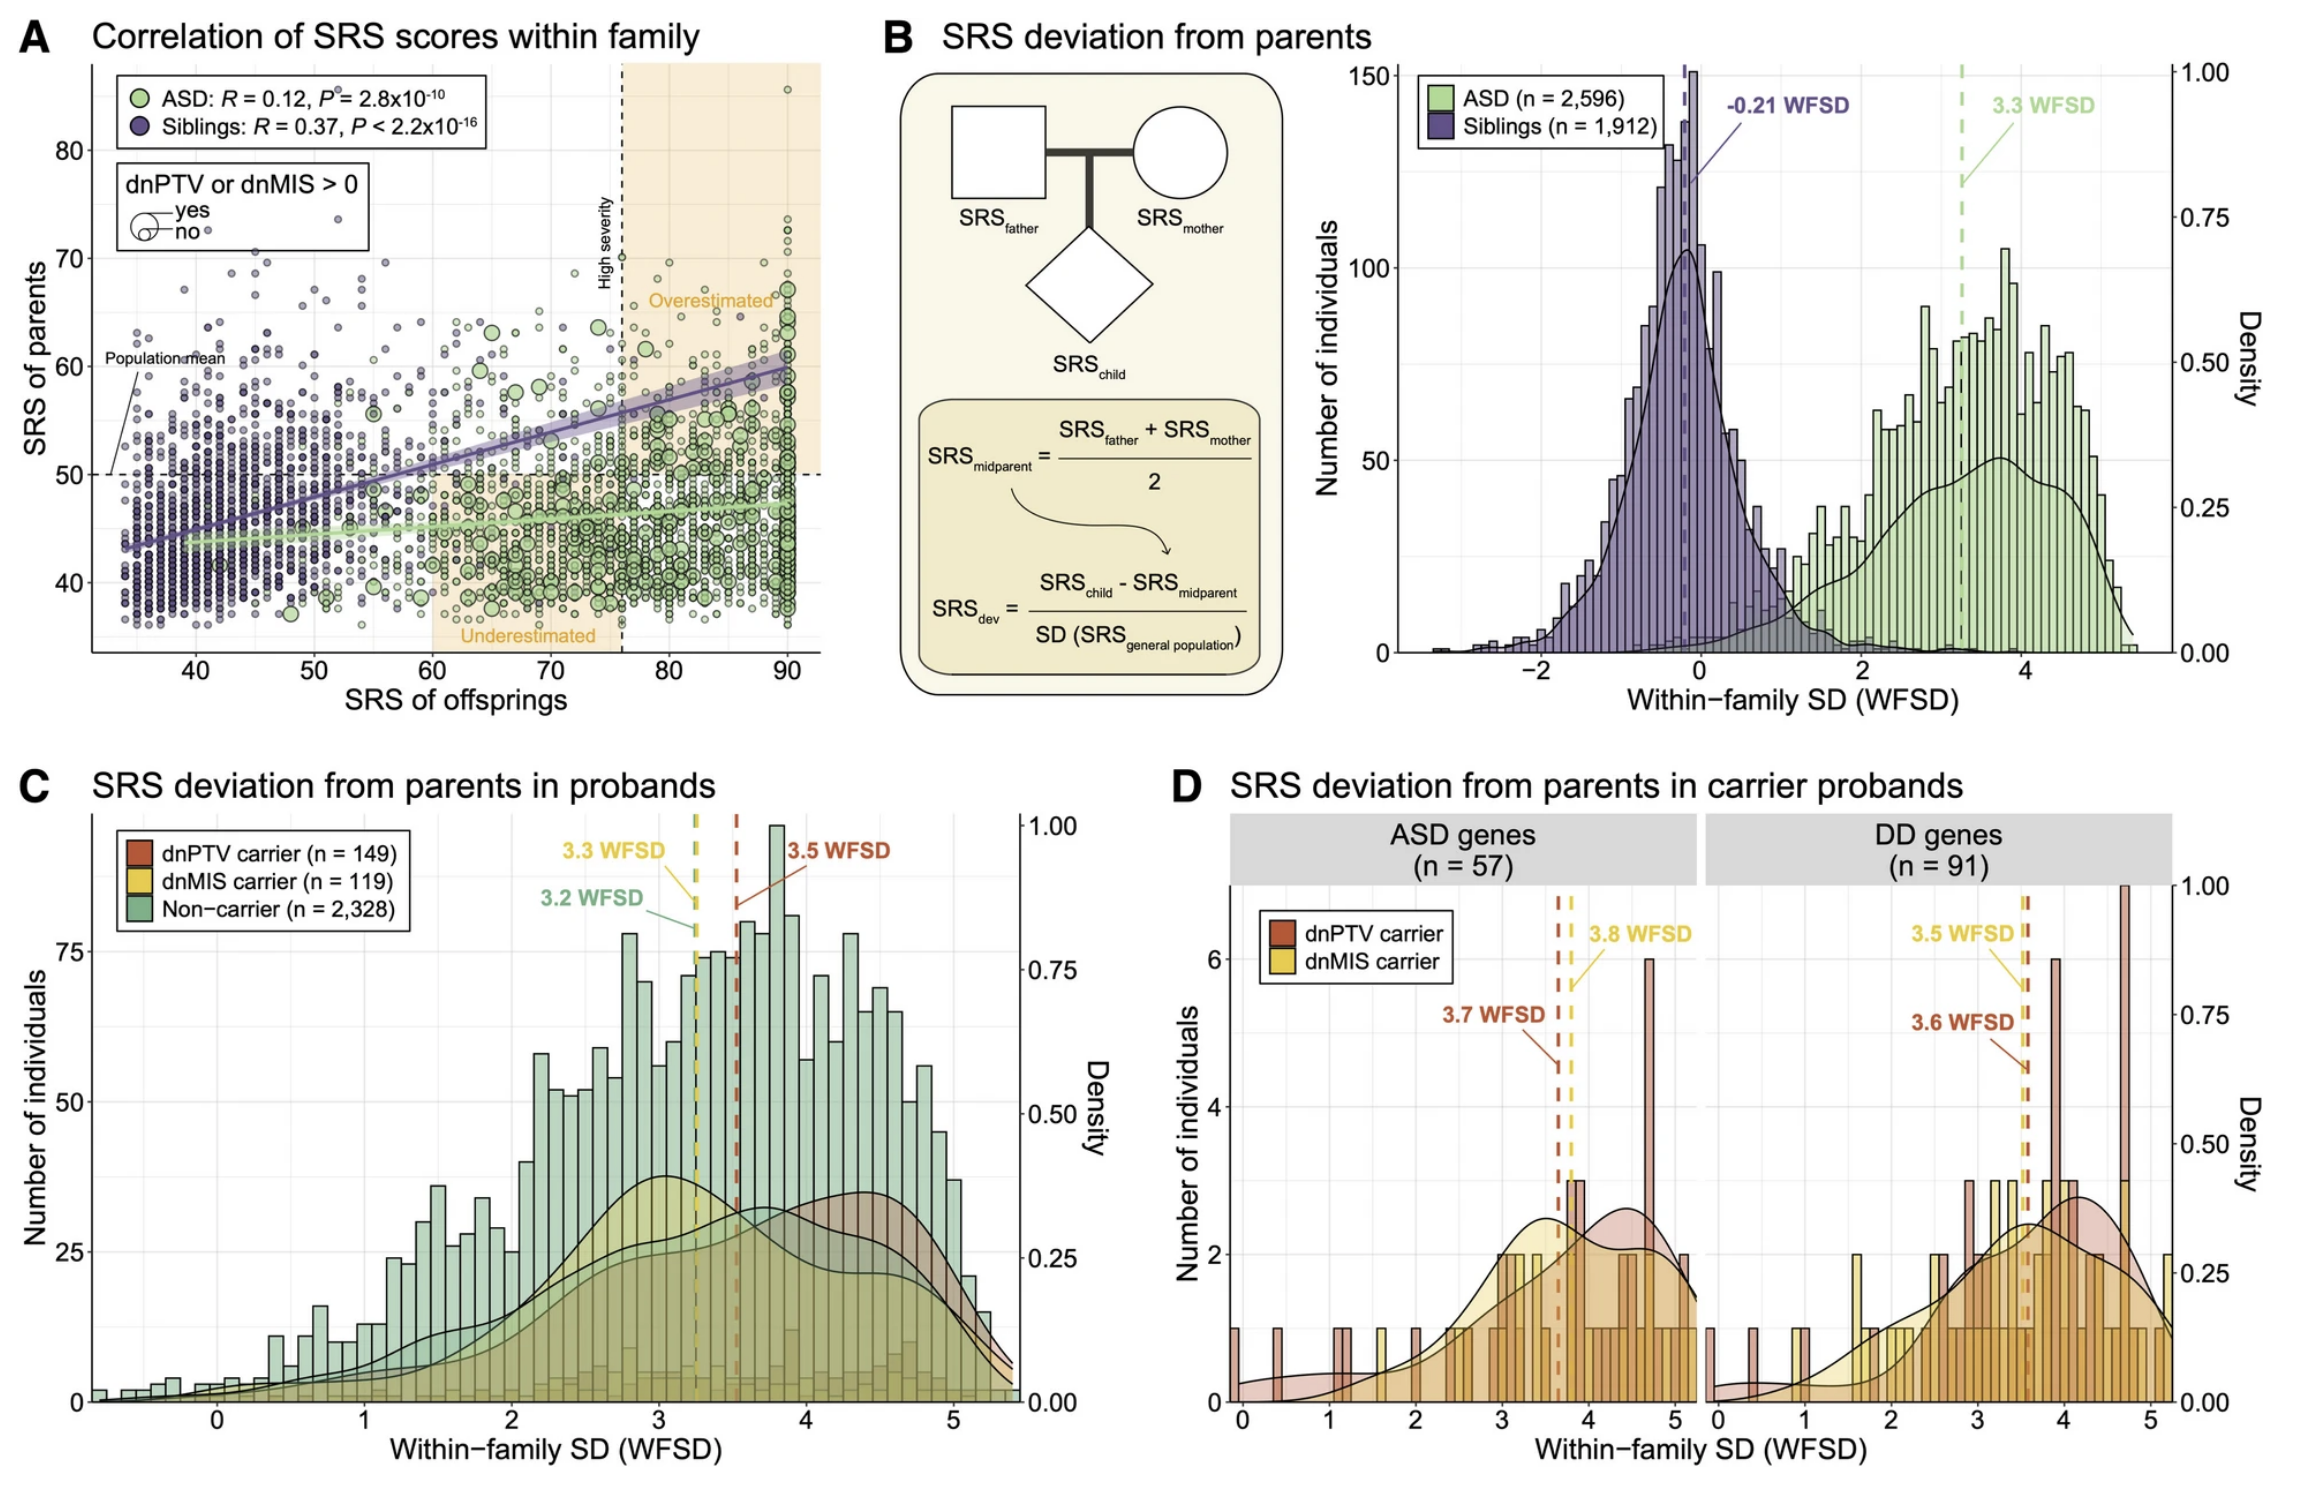 A Correlation of SRS scores within family
ASD: R = 0.12, P = 2.8x10-10
Siblings: R = 0.37, P < 2.2x10-16
dnPTV or dnMIS > 0
yes
no
High severity
Overestimated
Population mean
Underestimated
80
70
60
50
40
SRS of parents
40 50 60 70 80 90
SRS of offsprings
B SRS deviation from parents
SRSfather
SRSmother
SRSchild
SRSmidparent = SRSfather + SRSmother
2
SRSdev = SRSchild - SRSmidparent
SD (SRSgeneral population)
ASD (n = 2,596)
Siblings (n = 1,912)
-0.21 WFSD
3.3 WFSD
150
100
50
0
Number of individuals
1.00
0.75
0.50
0.25
0.00
Density
−2 0 2 4
Within−family SD (WFSD)
C SRS deviation from parents in probands
dnPTV carrier (n = 149)
dnMIS carrier (n = 119)
Non−carrier (n = 2,328)
3.3 WFSD
3.5 WFSD
3.2 WFSD
75
50
25
0
Number of individuals
1.00
0.75
0.50
0.25
0.00
Density
0 1 2 3 4 5
Within−family SD (WFSD)
D SRS deviation from parents in carrier probands
ASD genes
(n = 57)
DD genes
(n = 91)
dnPTV carrier
dnMIS carrier
3.8 WFSD
3.7 WFSD
3.5 WFSD
3.6 WFSD
6
4
2
0
Number of individuals
1.00
0.75
0.50
0.25
0.00
Density
0 1 2 3 4 5 0 1 2 3 4 5
Within−family SD (WFSD)